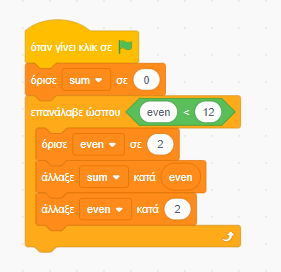 όταν γίνει κλικ σε
όρισε sum σε 0
επανάλαβε ώσπου even < 12
όρισε even σε 2
άλλαξε sum κατά even
άλλαξε even κατά 2